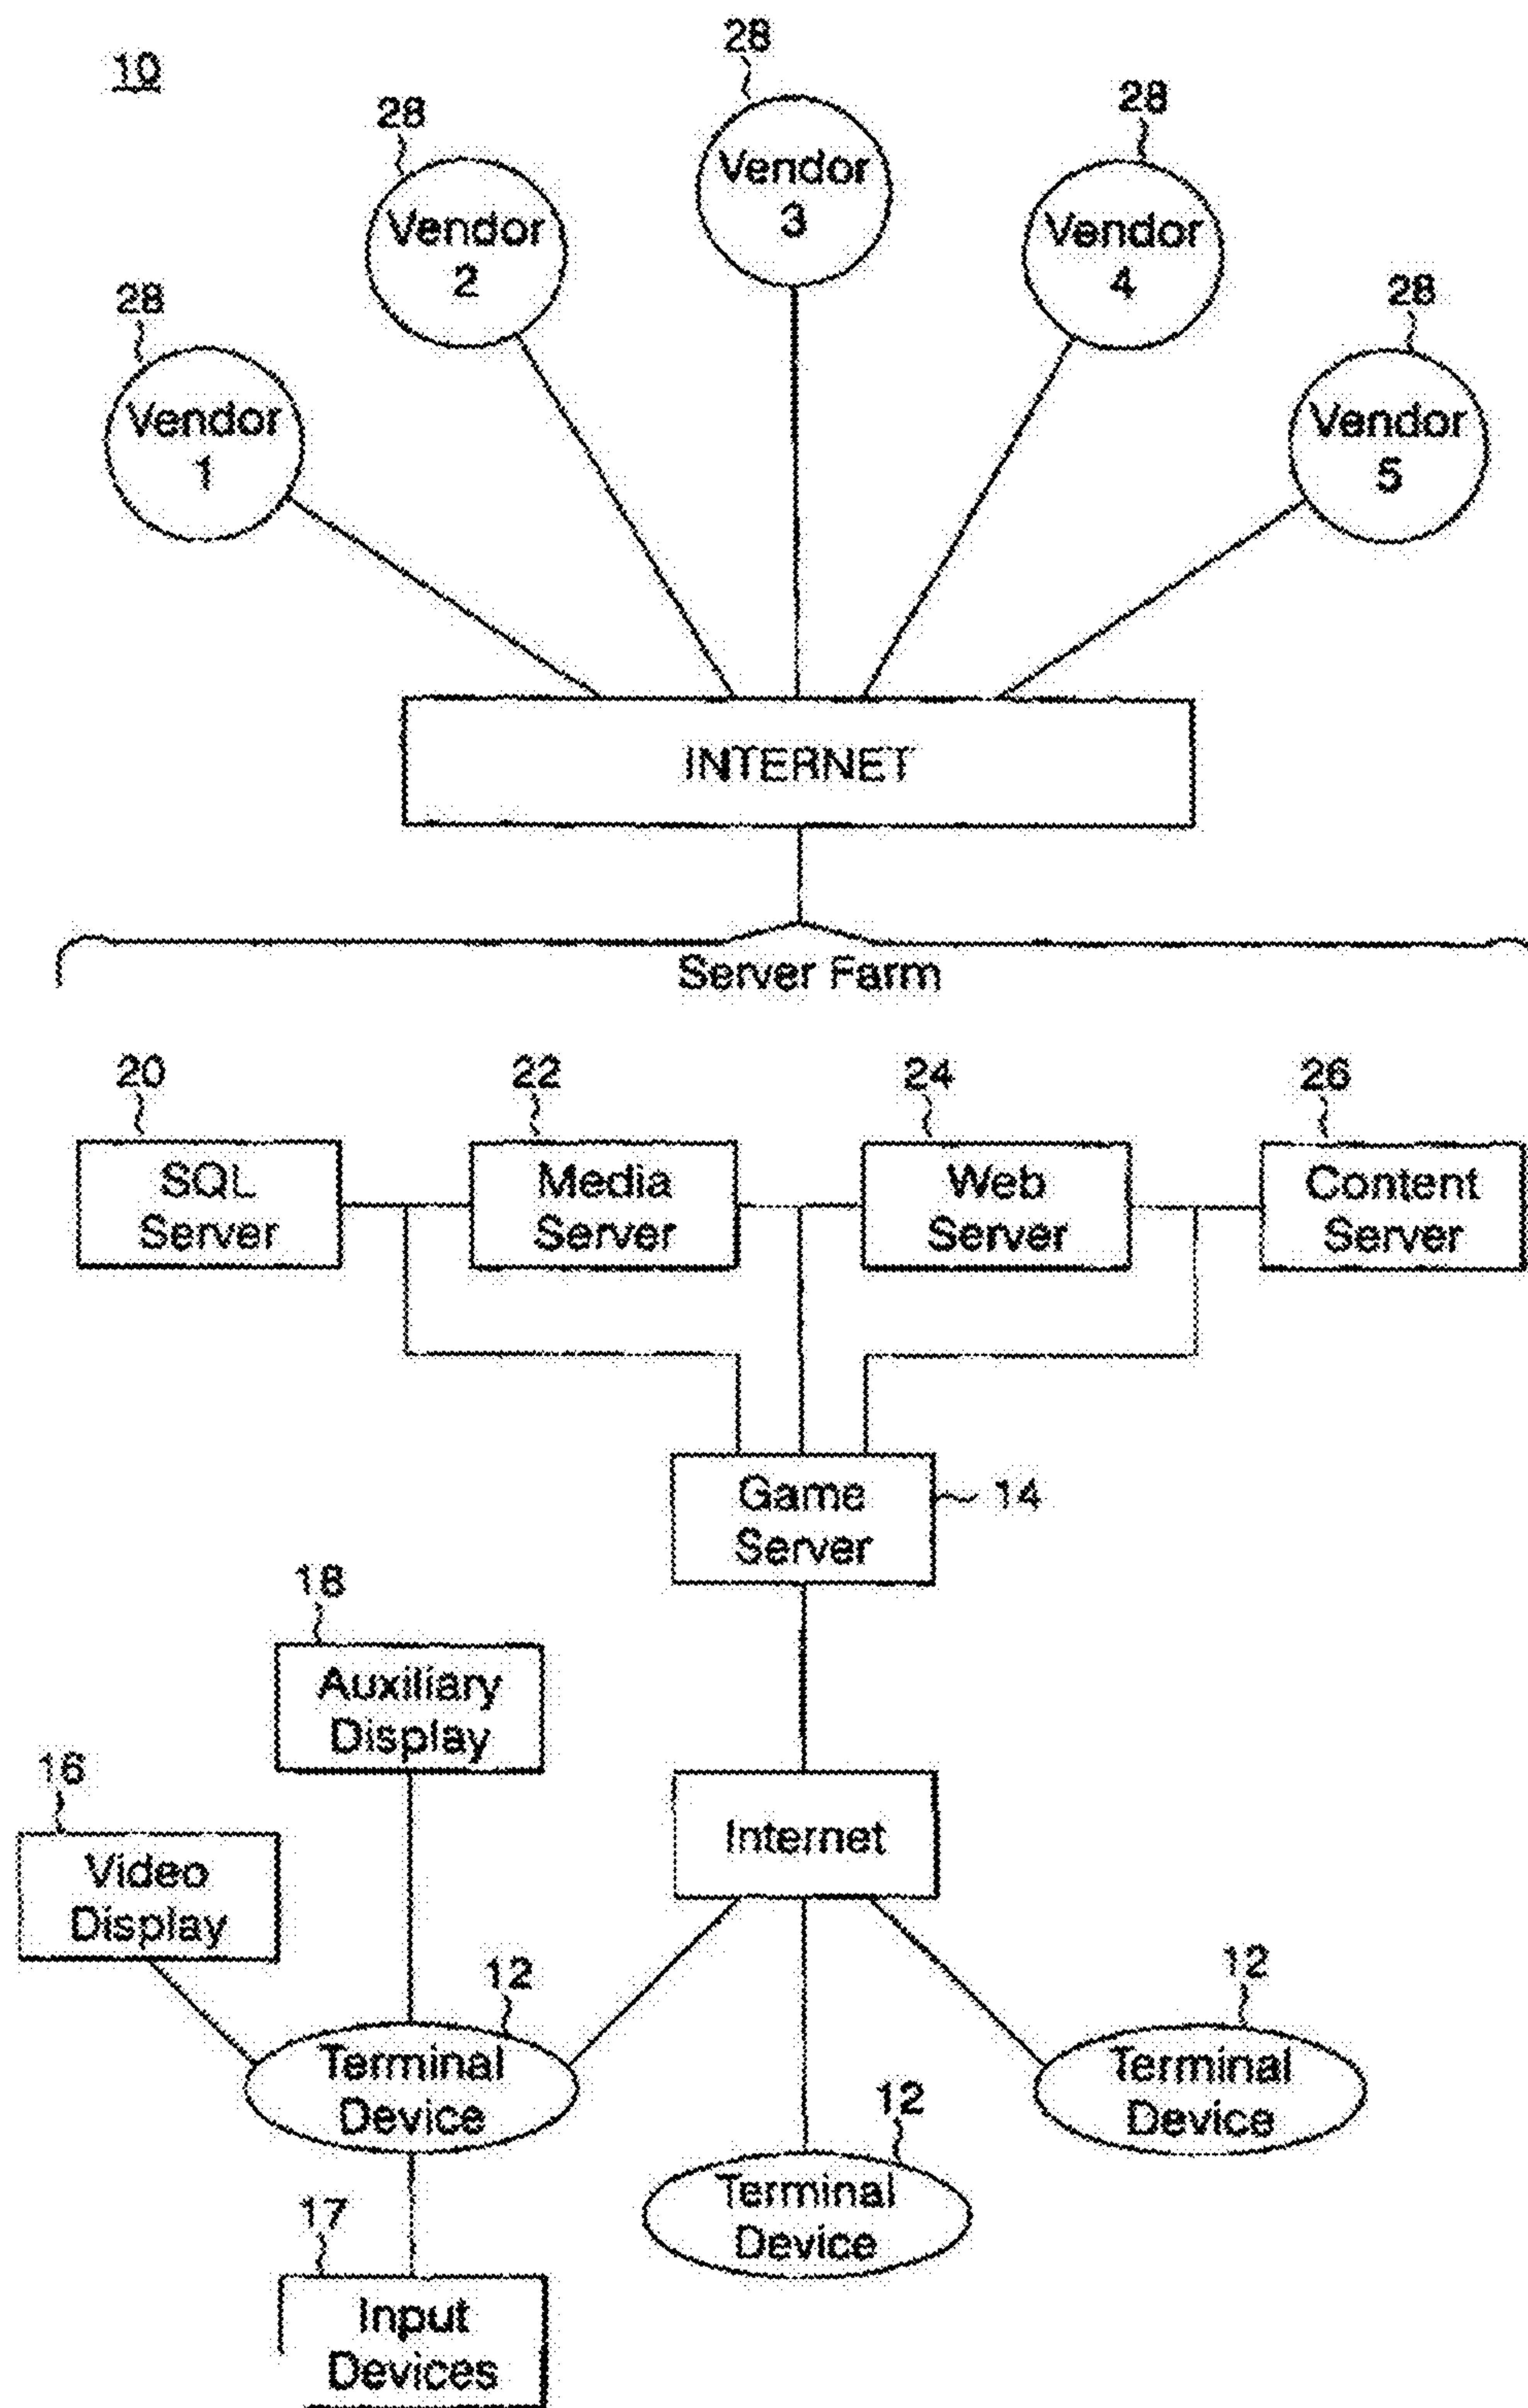 10
28
28
28
28
28
Vendor
1
Vendor
2
Vendor
3
Vendor
4
Vendor
5
INTERNET
Server Farm
20
22
24
26
SQL
Server
Media
Server
Web
Server
Content
Server
Game
Server
14
18
Auxiliary
Display
16
Video
Display
Internet
12
Terminal
Device
12
Terminal
Device
12
Terminal
Device
17
Input
Devices